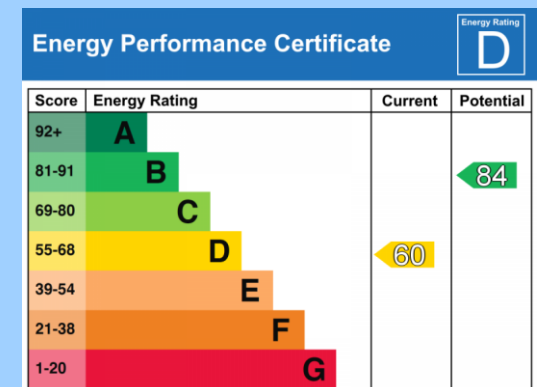 Energy Performance Certificate
Energy Rating
D
Score Energy Rating Current Potential
92+ A
81-91 B 84
69-80 C
55-68 D 60
39-54 E
21-38 F
1-20 G